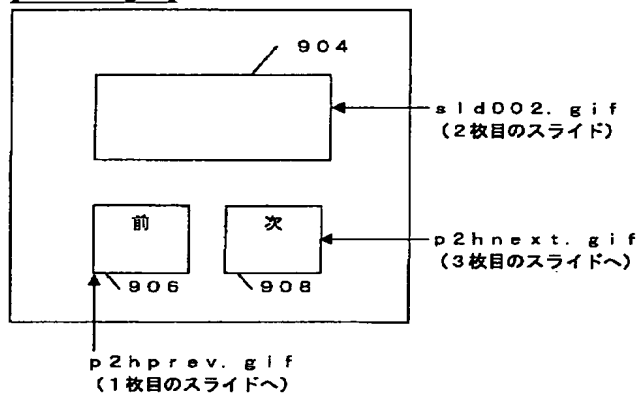 904
sld002.gif
(2枚目のスライド)
前
次
p2hnext.gif
(3枚目のスライドへ)
906
908
p2hprev.gif
(1枚目のスライドへ)